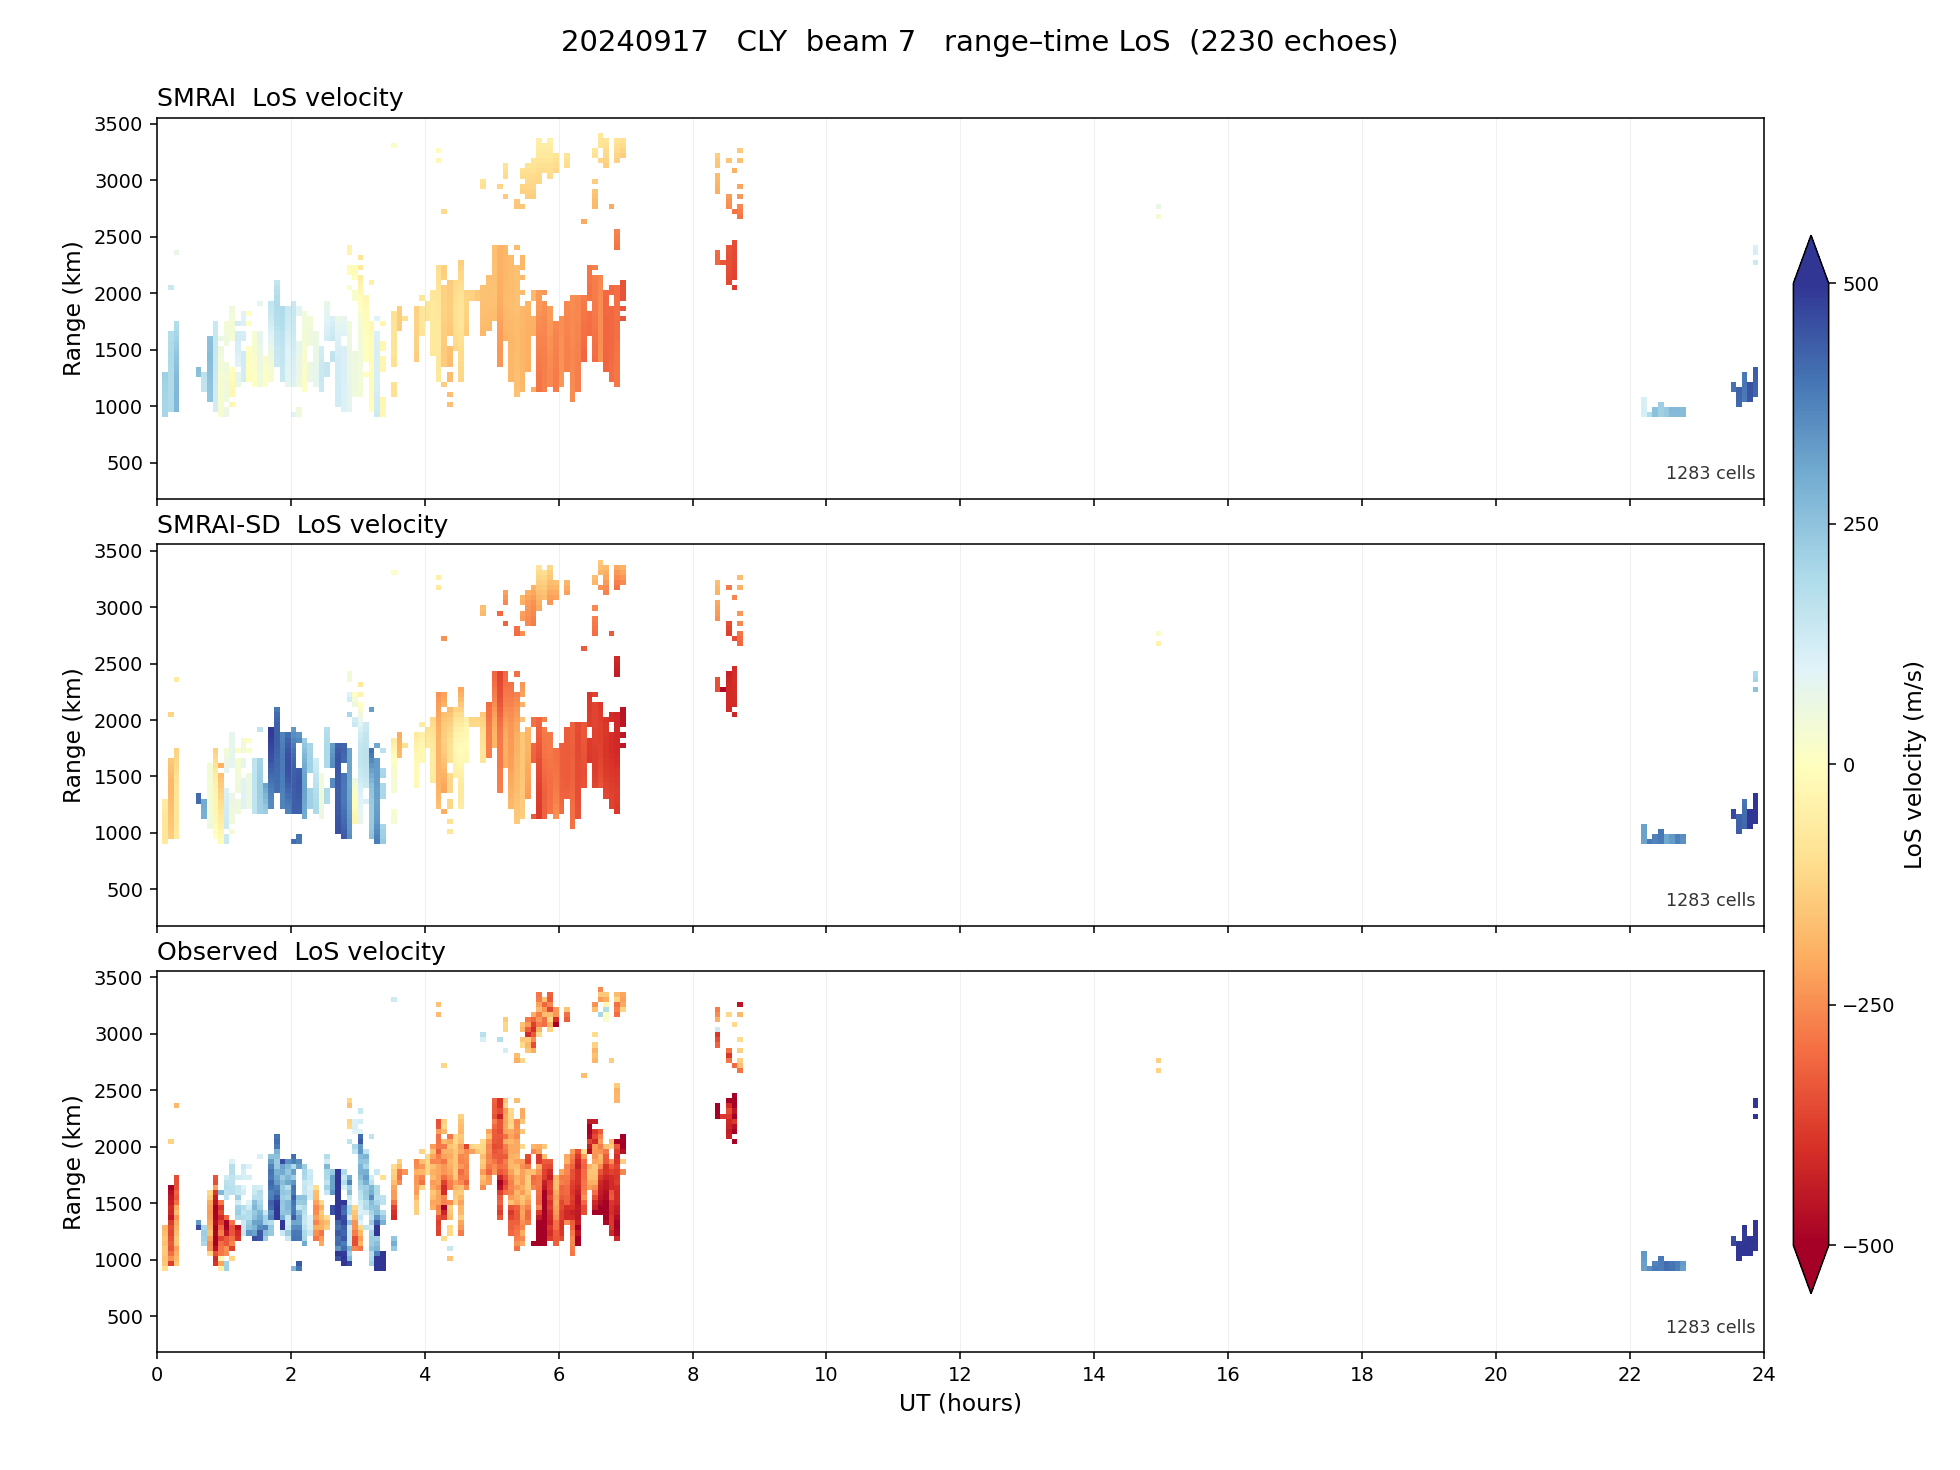 20240917   CLY  beam 7   range–time LoS  (2230 echoes)
SMRAI  LoS velocity
3500
3000
2500
2000
1500
1000
500
Range (km)
1283 cells
SMRAI-SD  LoS velocity
3500
3000
2500
2000
1500
1000
500
Range (km)
1283 cells
Observed  LoS velocity
3500
3000
2500
2000
1500
1000
500
Range (km)
1283 cells
0 2 4 6 8 10 12 14 16 18 20 22 24
UT (hours)
500
250
0
−250
−500
LoS velocity (m/s)